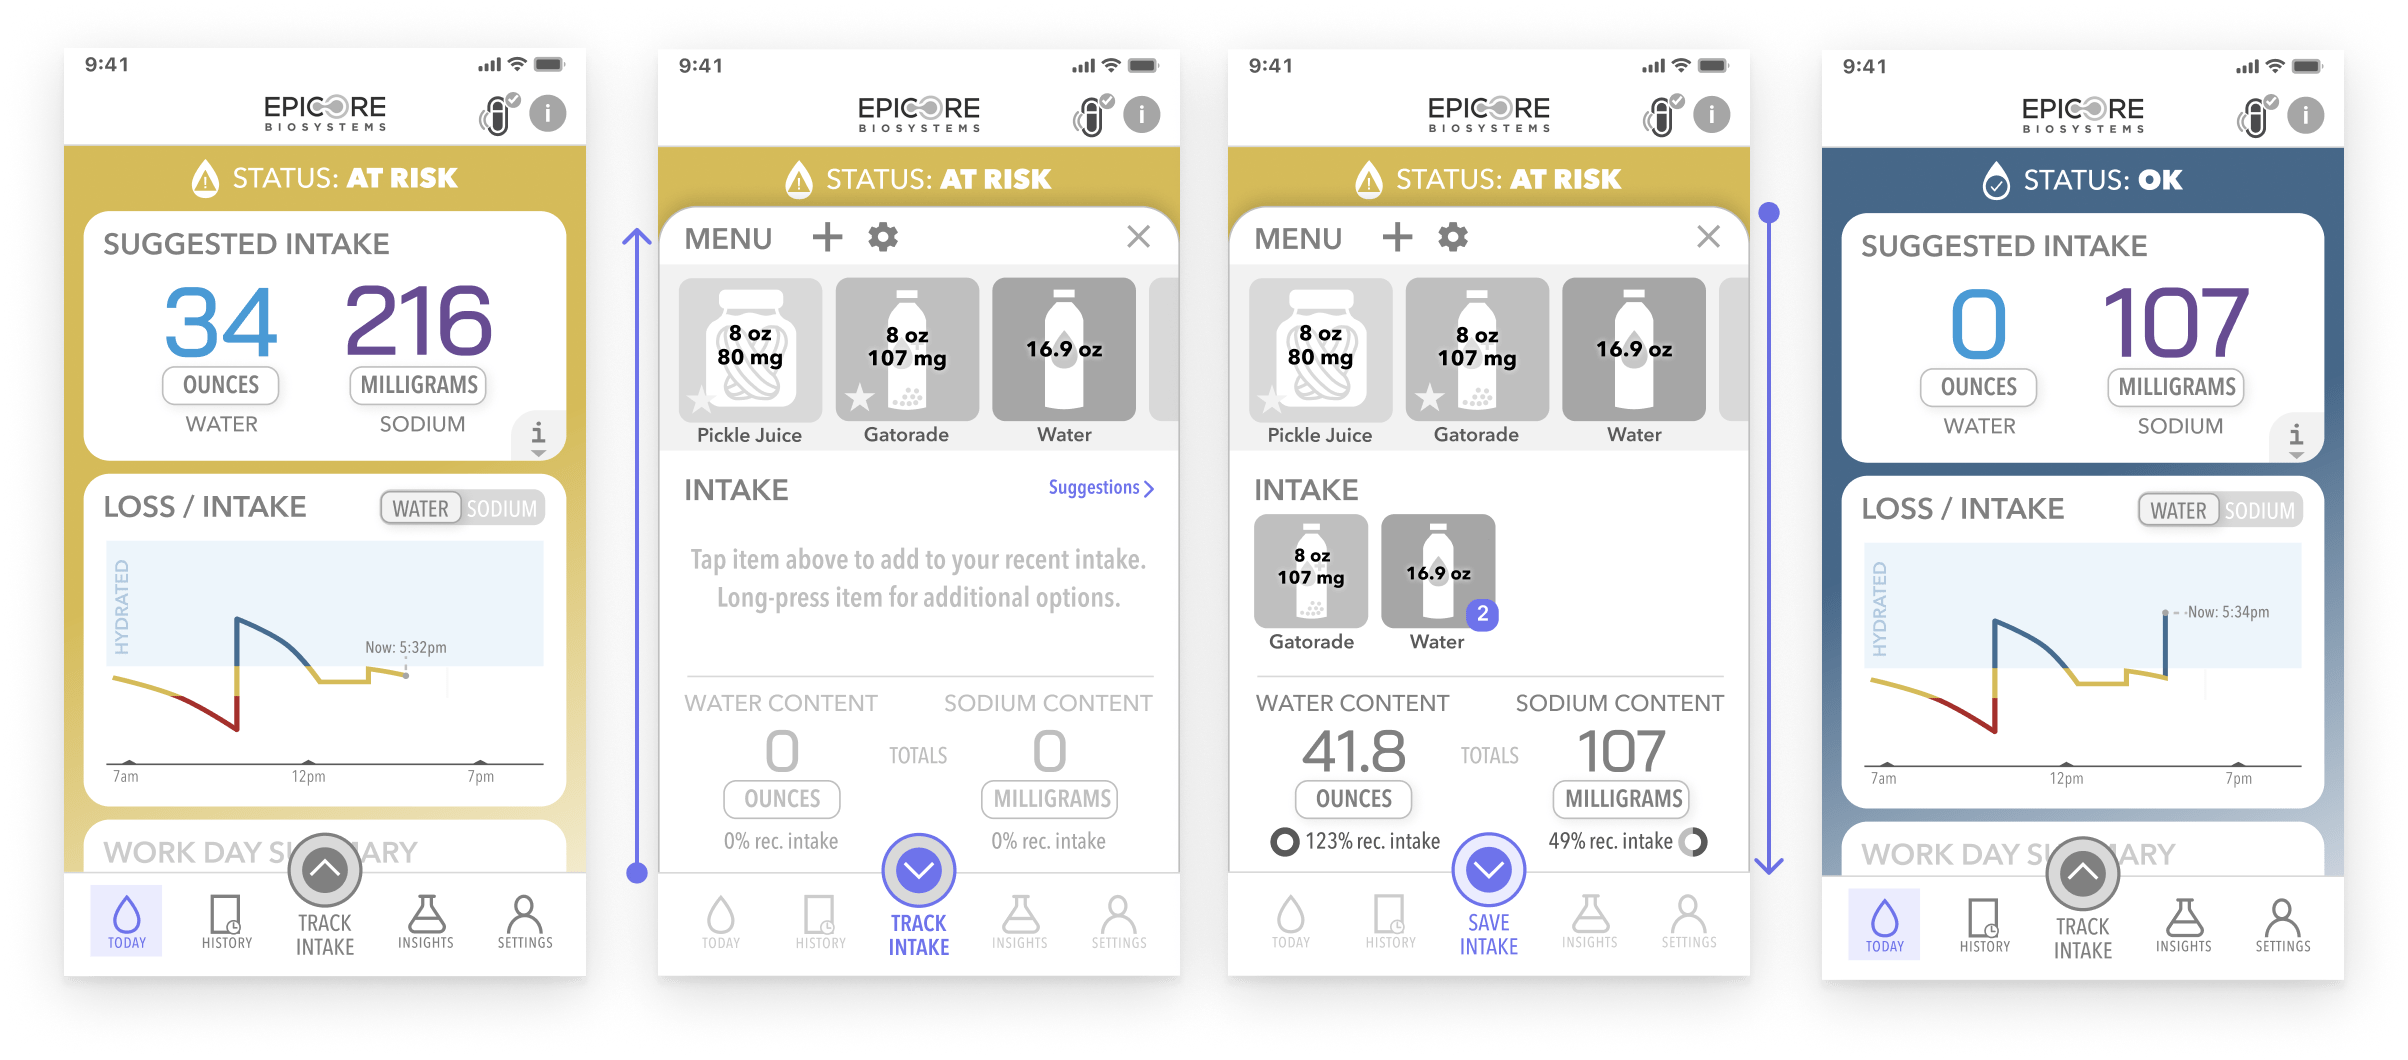 9:41
EPICORE
BIOSYSTEMS
i
STATUS: AT RISK
SUGGESTED INTAKE
34
216
OUNCES
MILLIGRAMS
WATER
SODIUM
i
LOSS / INTAKE
WATER
SODIUM
HYDRATED
Now: 5:32pm
7am
12pm
7pm
WORK DAY SUMMARY
TODAY
HISTORY
TRACK
INTAKE
INSIGHTS
SETTINGS
9:41
EPICORE
BIOSYSTEMS
i
STATUS: AT RISK
MENU
8 oz
80 mg
8 oz
107 mg
16.9 oz
Pickle Juice
Gatorade
Water
INTAKE
Suggestions
Tap item above to add to your recent intake.
Long-press item for additional options.
WATER CONTENT
SODIUM CONTENT
0
TOTALS
0
OUNCES
MILLIGRAMS
0% rec. intake
0% rec. intake
TODAY
HISTORY
TRACK
INTAKE
INSIGHTS
SETTINGS
9:41
EPICORE
BIOSYSTEMS
i
STATUS: AT RISK
MENU
8 oz
80 mg
8 oz
107 mg
16.9 oz
Pickle Juice
Gatorade
Water
INTAKE
8 oz
107 mg
16.9 oz
2
Gatorade
Water
WATER CONTENT
SODIUM CONTENT
41.8
TOTALS
107
OUNCES
MILLIGRAMS
123% rec. intake
49% rec. intake
TODAY
HISTORY
SAVE
INTAKE
INSIGHTS
SETTINGS
9:41
EPICORE
BIOSYSTEMS
i
STATUS: OK
SUGGESTED INTAKE
0
107
OUNCES
MILLIGRAMS
WATER
SODIUM
i
LOSS / INTAKE
WATER
SODIUM
HYDRATED
Now: 5:34pm
7am
12pm
7pm
WORK DAY SUMMARY
TODAY
HISTORY
TRACK
INTAKE
INSIGHTS
SETTINGS